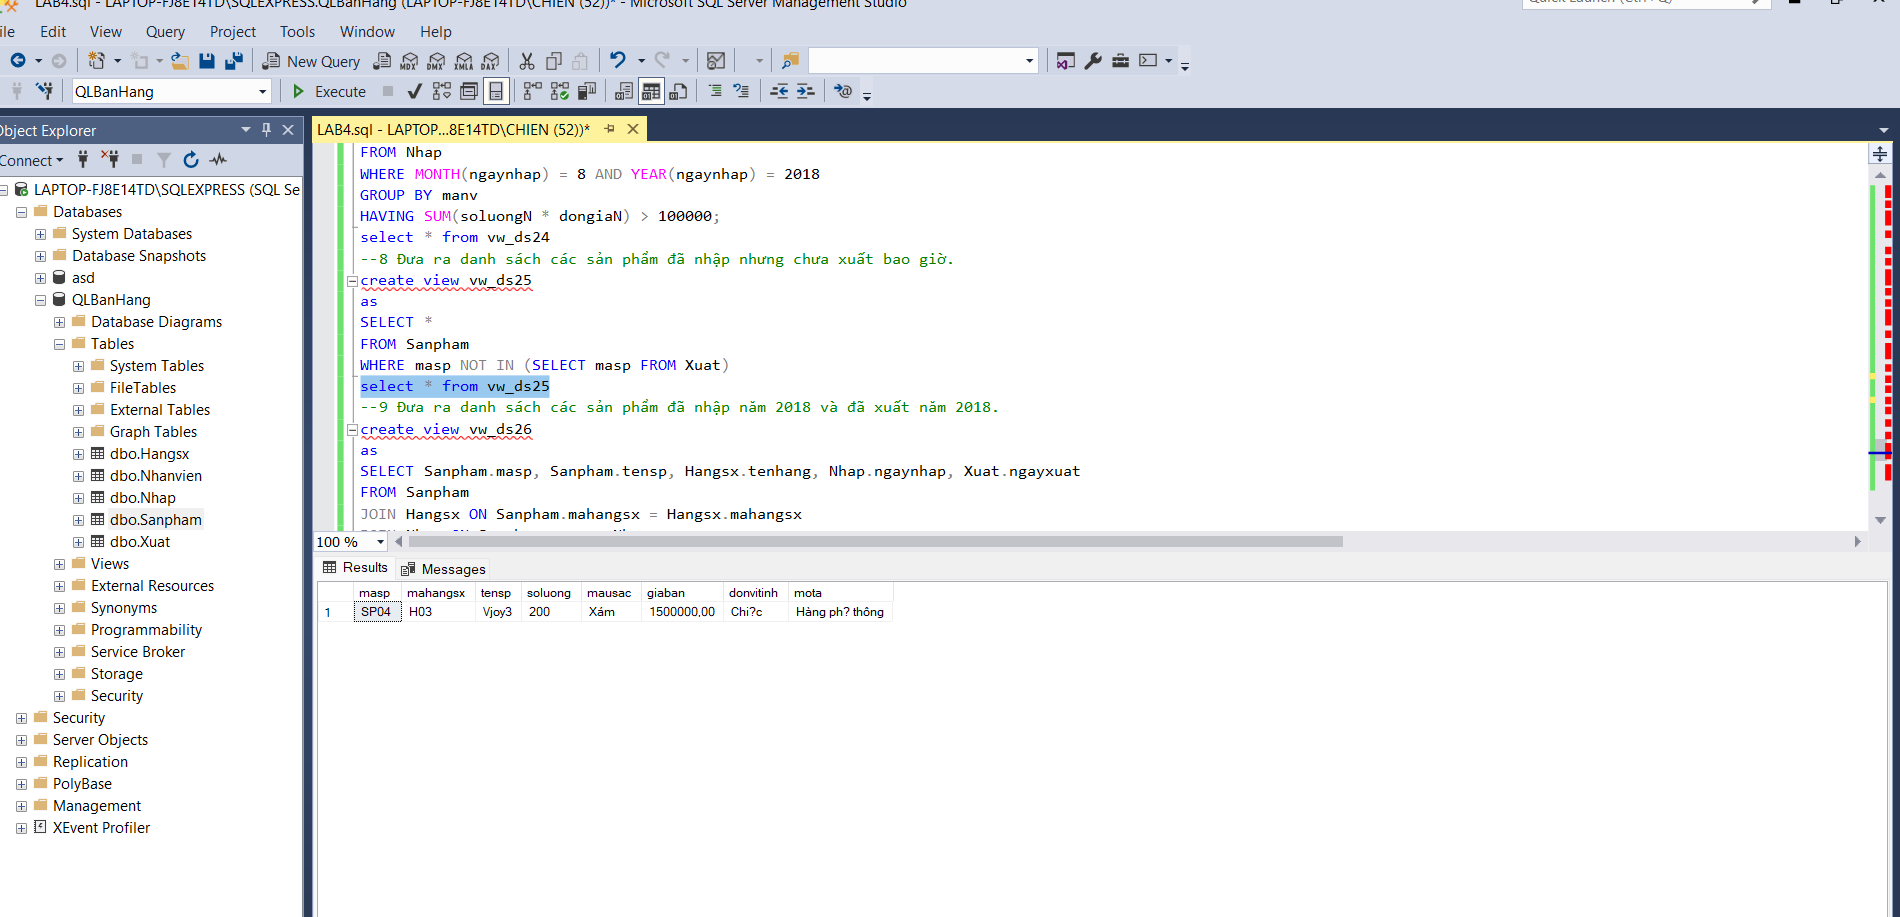 LAB4.sql - LAPTOP-FJ8E14TD\SQLEXPRESS.QLBanHang (LAPTOP-FJ8E14TD\CHIEN (52))* - Microsoft SQL Server Management Studio
Quick Launch (Ctrl+Q)
ile Edit View Query Project Tools Window Help
New Query MDX DMX XMLA DAX
QLBanHang Execute
Object Explorer
Connect
LAPTOP-FJ8E14TD\SQLEXPRESS (SQL Se
Databases
System Databases
Database Snapshots
asd
QLBanHang
Database Diagrams
Tables
System Tables
FileTables
External Tables
Graph Tables
dbo.Hangsx
dbo.Nhanvien
dbo.Nhap
dbo.Sanpham
dbo.Xuat
Views
External Resources
Synonyms
Programmability
Service Broker
Storage
Security
Security
Server Objects
Replication
PolyBase
Management
XEvent Profiler
LAB4.sql - LAPTOP...8E14TD\CHIEN (52))*
FROM Nhap
WHERE MONTH(ngaynhap) = 8 AND YEAR(ngaynhap) = 2018
GROUP BY manv
HAVING SUM(soluongN * dongiaN) > 100000;
select * from vw_ds24
--8 Đưa ra danh sách các sản phẩm đã nhập nhưng chưa xuất bao giờ.
create view vw_ds25
as
SELECT *
FROM Sanpham
WHERE masp NOT IN (SELECT masp FROM Xuat)
select * from vw_ds25
--9 Đưa ra danh sách các sản phẩm đã nhập năm 2018 và đã xuất năm 2018.
create view vw_ds26
as
SELECT Sanpham.masp, Sanpham.tensp, Hangsx.tenhang, Nhap.ngaynhap, Xuat.ngayxuat
FROM Sanpham
JOIN Hangsx ON Sanpham.mahangsx = Hangsx.mahangsx
100 %
Results Messages
masp mahangsx tensp soluong mausac giaban donvitinh mota
1 SP04 H03 Vjoy3 200 Xám 1500000,00 Chi?c Hàng ph? thông